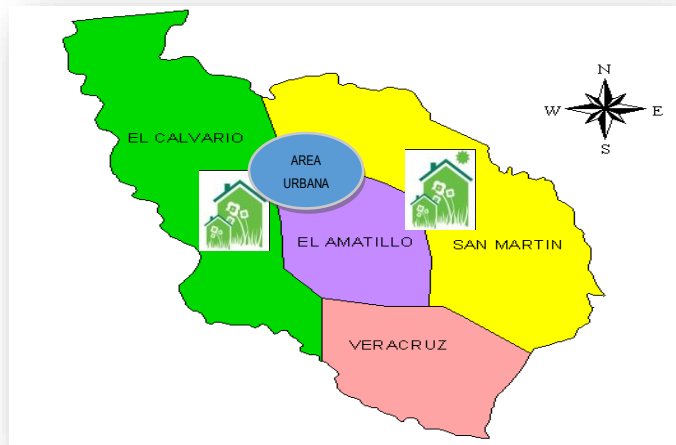 N
W E
S
EL CALVARIO
AREA
URBANA
EL AMATILLO
SAN MARTIN
VERACRUZ